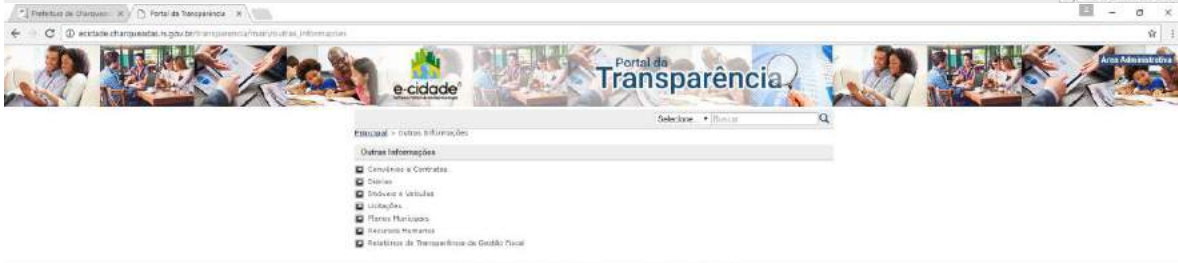 Prefeitura de Charqueadas
Portal da Transparência
ecidade.charqueadas.rs.gov.br/transparencia/main/outras_informacoes
Área Administrativa
e-cidade
Portal da
Transparência
Selecione... Buscar
Principal > Outras Informações
Outras Informações
Convênios e Contratos
Diárias
Imóveis e Veículos
Licitações
Planos Municipais
Recursos Humanos
Relatórios de Transparência da Gestão Fiscal